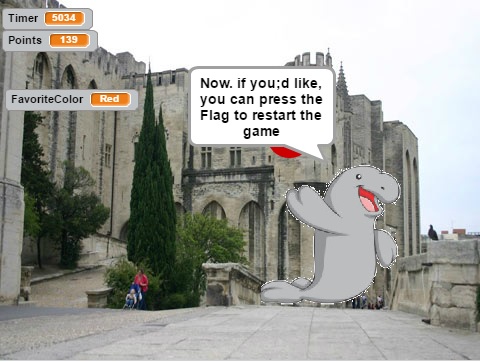 Timer 5034
Points 139
Now. if you;d like,
you can press the
Flag to restart the
game
FavoriteColor Red